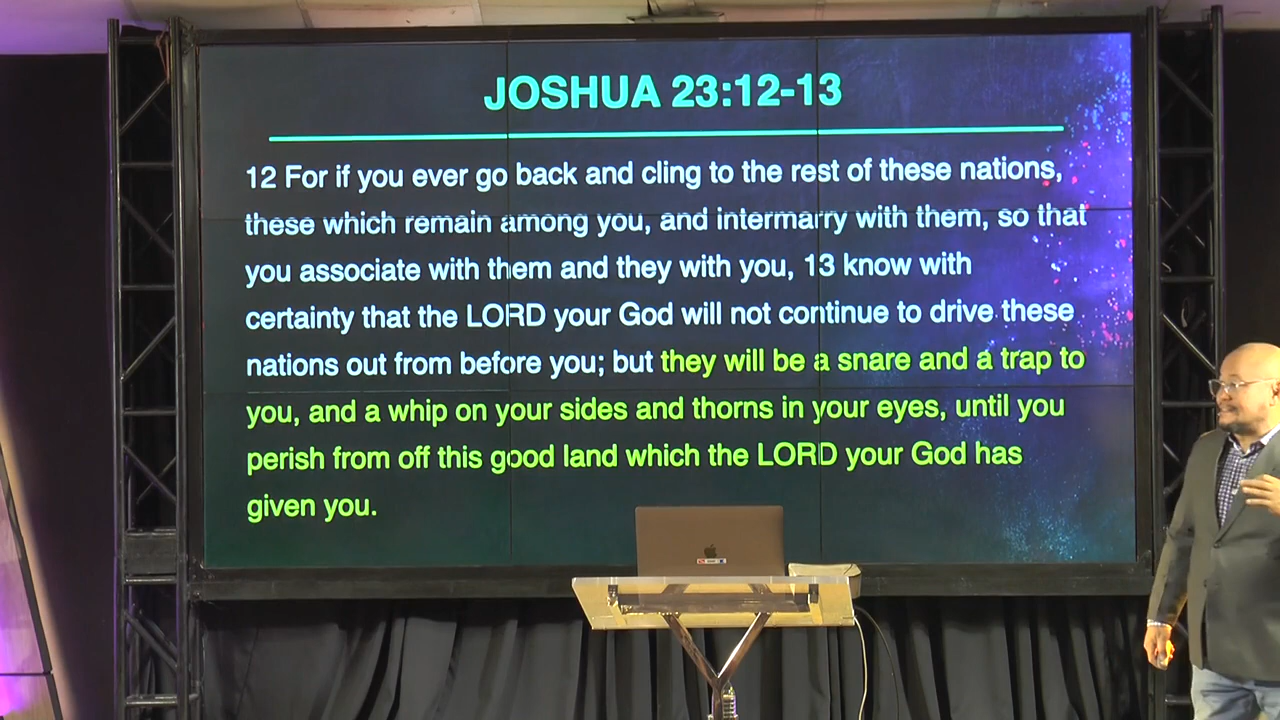 JOSHUA 23:12-13
12 For if you ever go back and cling to the rest of these nations,
these which remain among you, and intermarry with them, so that
you associate with them and they with you, 13 know with
certainty that the LORD your God will not continue to drive these
nations out from before you; but they will be a snare and a trap to
you, and a whip on your sides and thorns in your eyes, until you
perish from off this good land which the LORD your God has
given you.